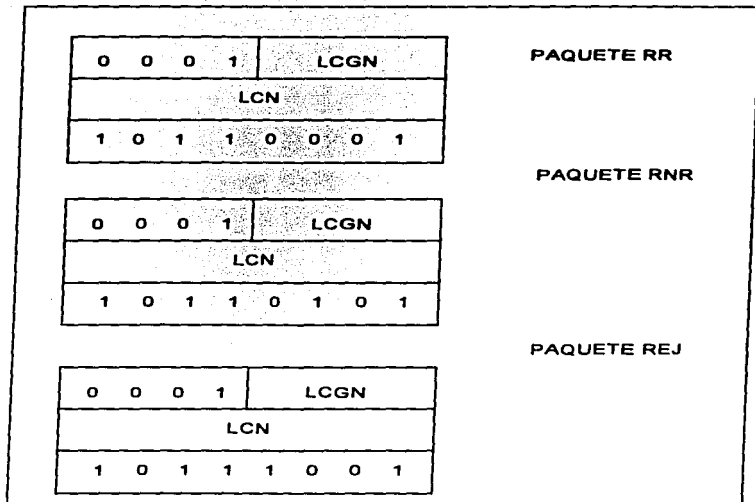 0 0 0 1 LCGN PAQUETE RR
LCN
1 0 1 1 0 0 0 1
PAQUETE RNR
0 0 0 1 LCGN
LCN
1 0 1 1 0 1 0 1
PAQUETE REJ
0 0 0 1 LCGN
LCN
1 0 1 1 1 0 0 1